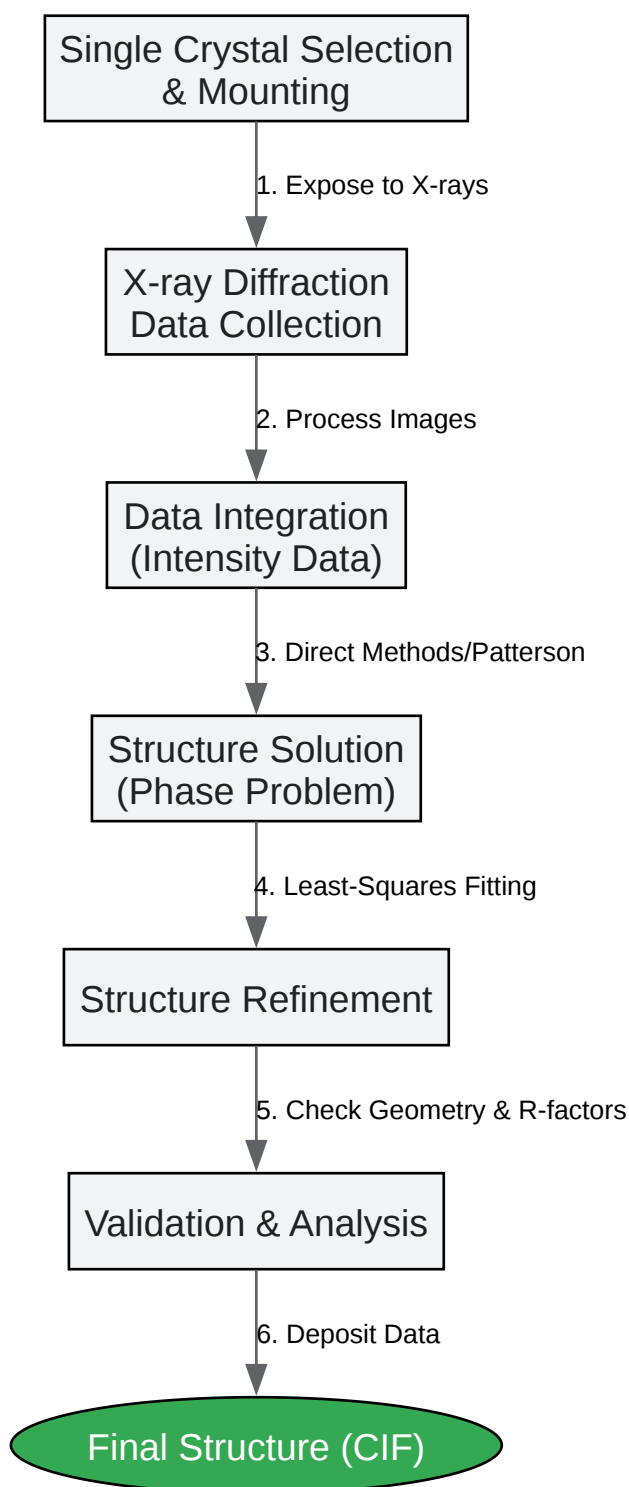 Single Crystal Selection
& Mounting
1. Expose to X-rays
X-ray Diffraction
Data Collection
2. Process Images
Data Integration
(Intensity Data)
3. Direct Methods/Patterson
Structure Solution
(Phase Problem)
4. Least-Squares Fitting
Structure Refinement
5. Check Geometry & R-factors
Validation & Analysis
6. Deposit Data
Final Structure (CIF)